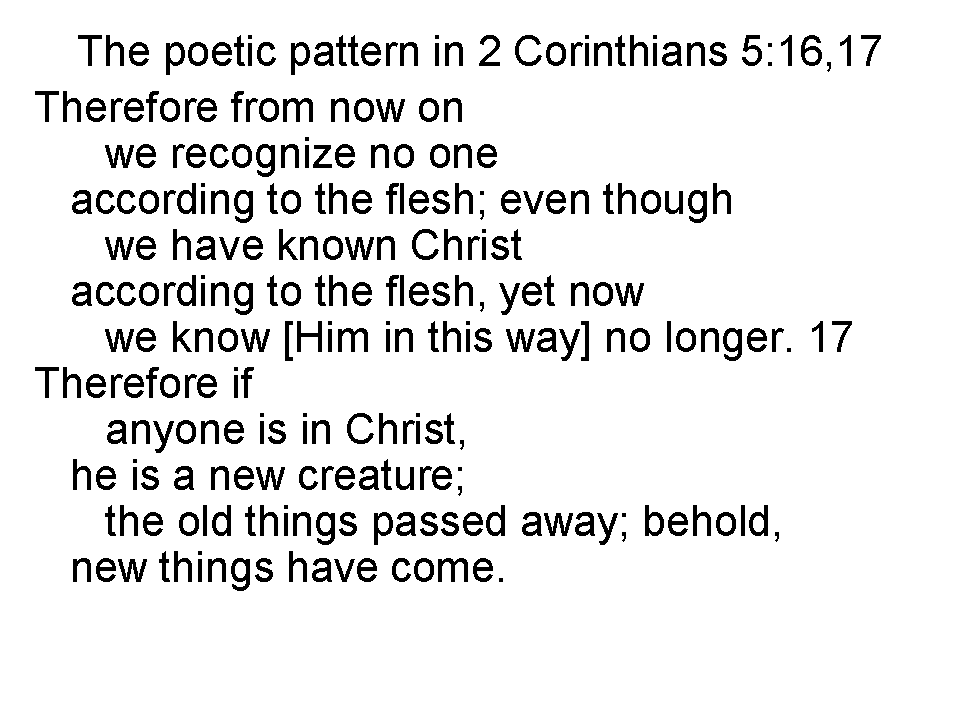 The poetic pattern in 2 Corinthians 5:16,17
Therefore from now on
we recognize no one
according to the flesh; even though
we have known Christ
according to the flesh, yet now
we know [Him in this way] no longer. 17
Therefore if
anyone is in Christ,
he is a new creature;
the old things passed away; behold,
new things have come.